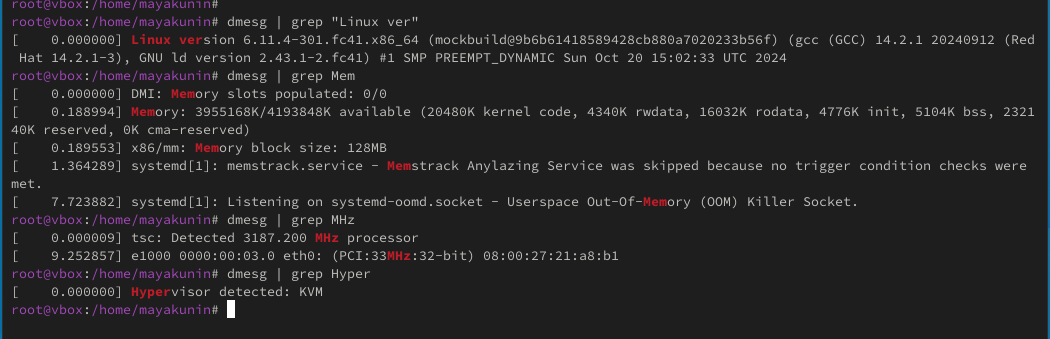 root@vbox:/home/mayakunin#
root@vbox:/home/mayakunin# dmesg | grep "Linux ver"
[    0.000000] Linux version 6.11.4-301.fc41.x86_64 (mockbuild@9b6b61418589428cb880a7020233b56f) (gcc (GCC) 14.2.1 20240912 (Red
 Hat 14.2.1-3), GNU ld version 2.43.1-2.fc41) #1 SMP PREEMPT_DYNAMIC Sun Oct 20 15:02:33 UTC 2024
root@vbox:/home/mayakunin# dmesg | grep Mem
[    0.000000] DMI: Memory slots populated: 0/0
[    0.188994] Memory: 3955168K/4193848K available (20480K kernel code, 4340K rwdata, 16032K rodata, 4776K init, 5104K bss, 2321
40K reserved, 0K cma-reserved)
[    0.189553] x86/mm: Memory block size: 128MB
[    1.364289] systemd[1]: memstrack.service - Memstrack Anylazing Service was skipped because no trigger condition checks were
met.
[    7.723882] systemd[1]: Listening on systemd-oomd.socket - Userspace Out-Of-Memory (OOM) Killer Socket.
root@vbox:/home/mayakunin# dmesg | grep MHz
[    0.000009] tsc: Detected 3187.200 MHz processor
[    9.252857] e1000 0000:00:03.0 eth0: (PCI:33MHz:32-bit) 08:00:27:21:a8:b1
root@vbox:/home/mayakunin# dmesg | grep Hyper
[    0.000000] Hypervisor detected: KVM
root@vbox:/home/mayakunin#